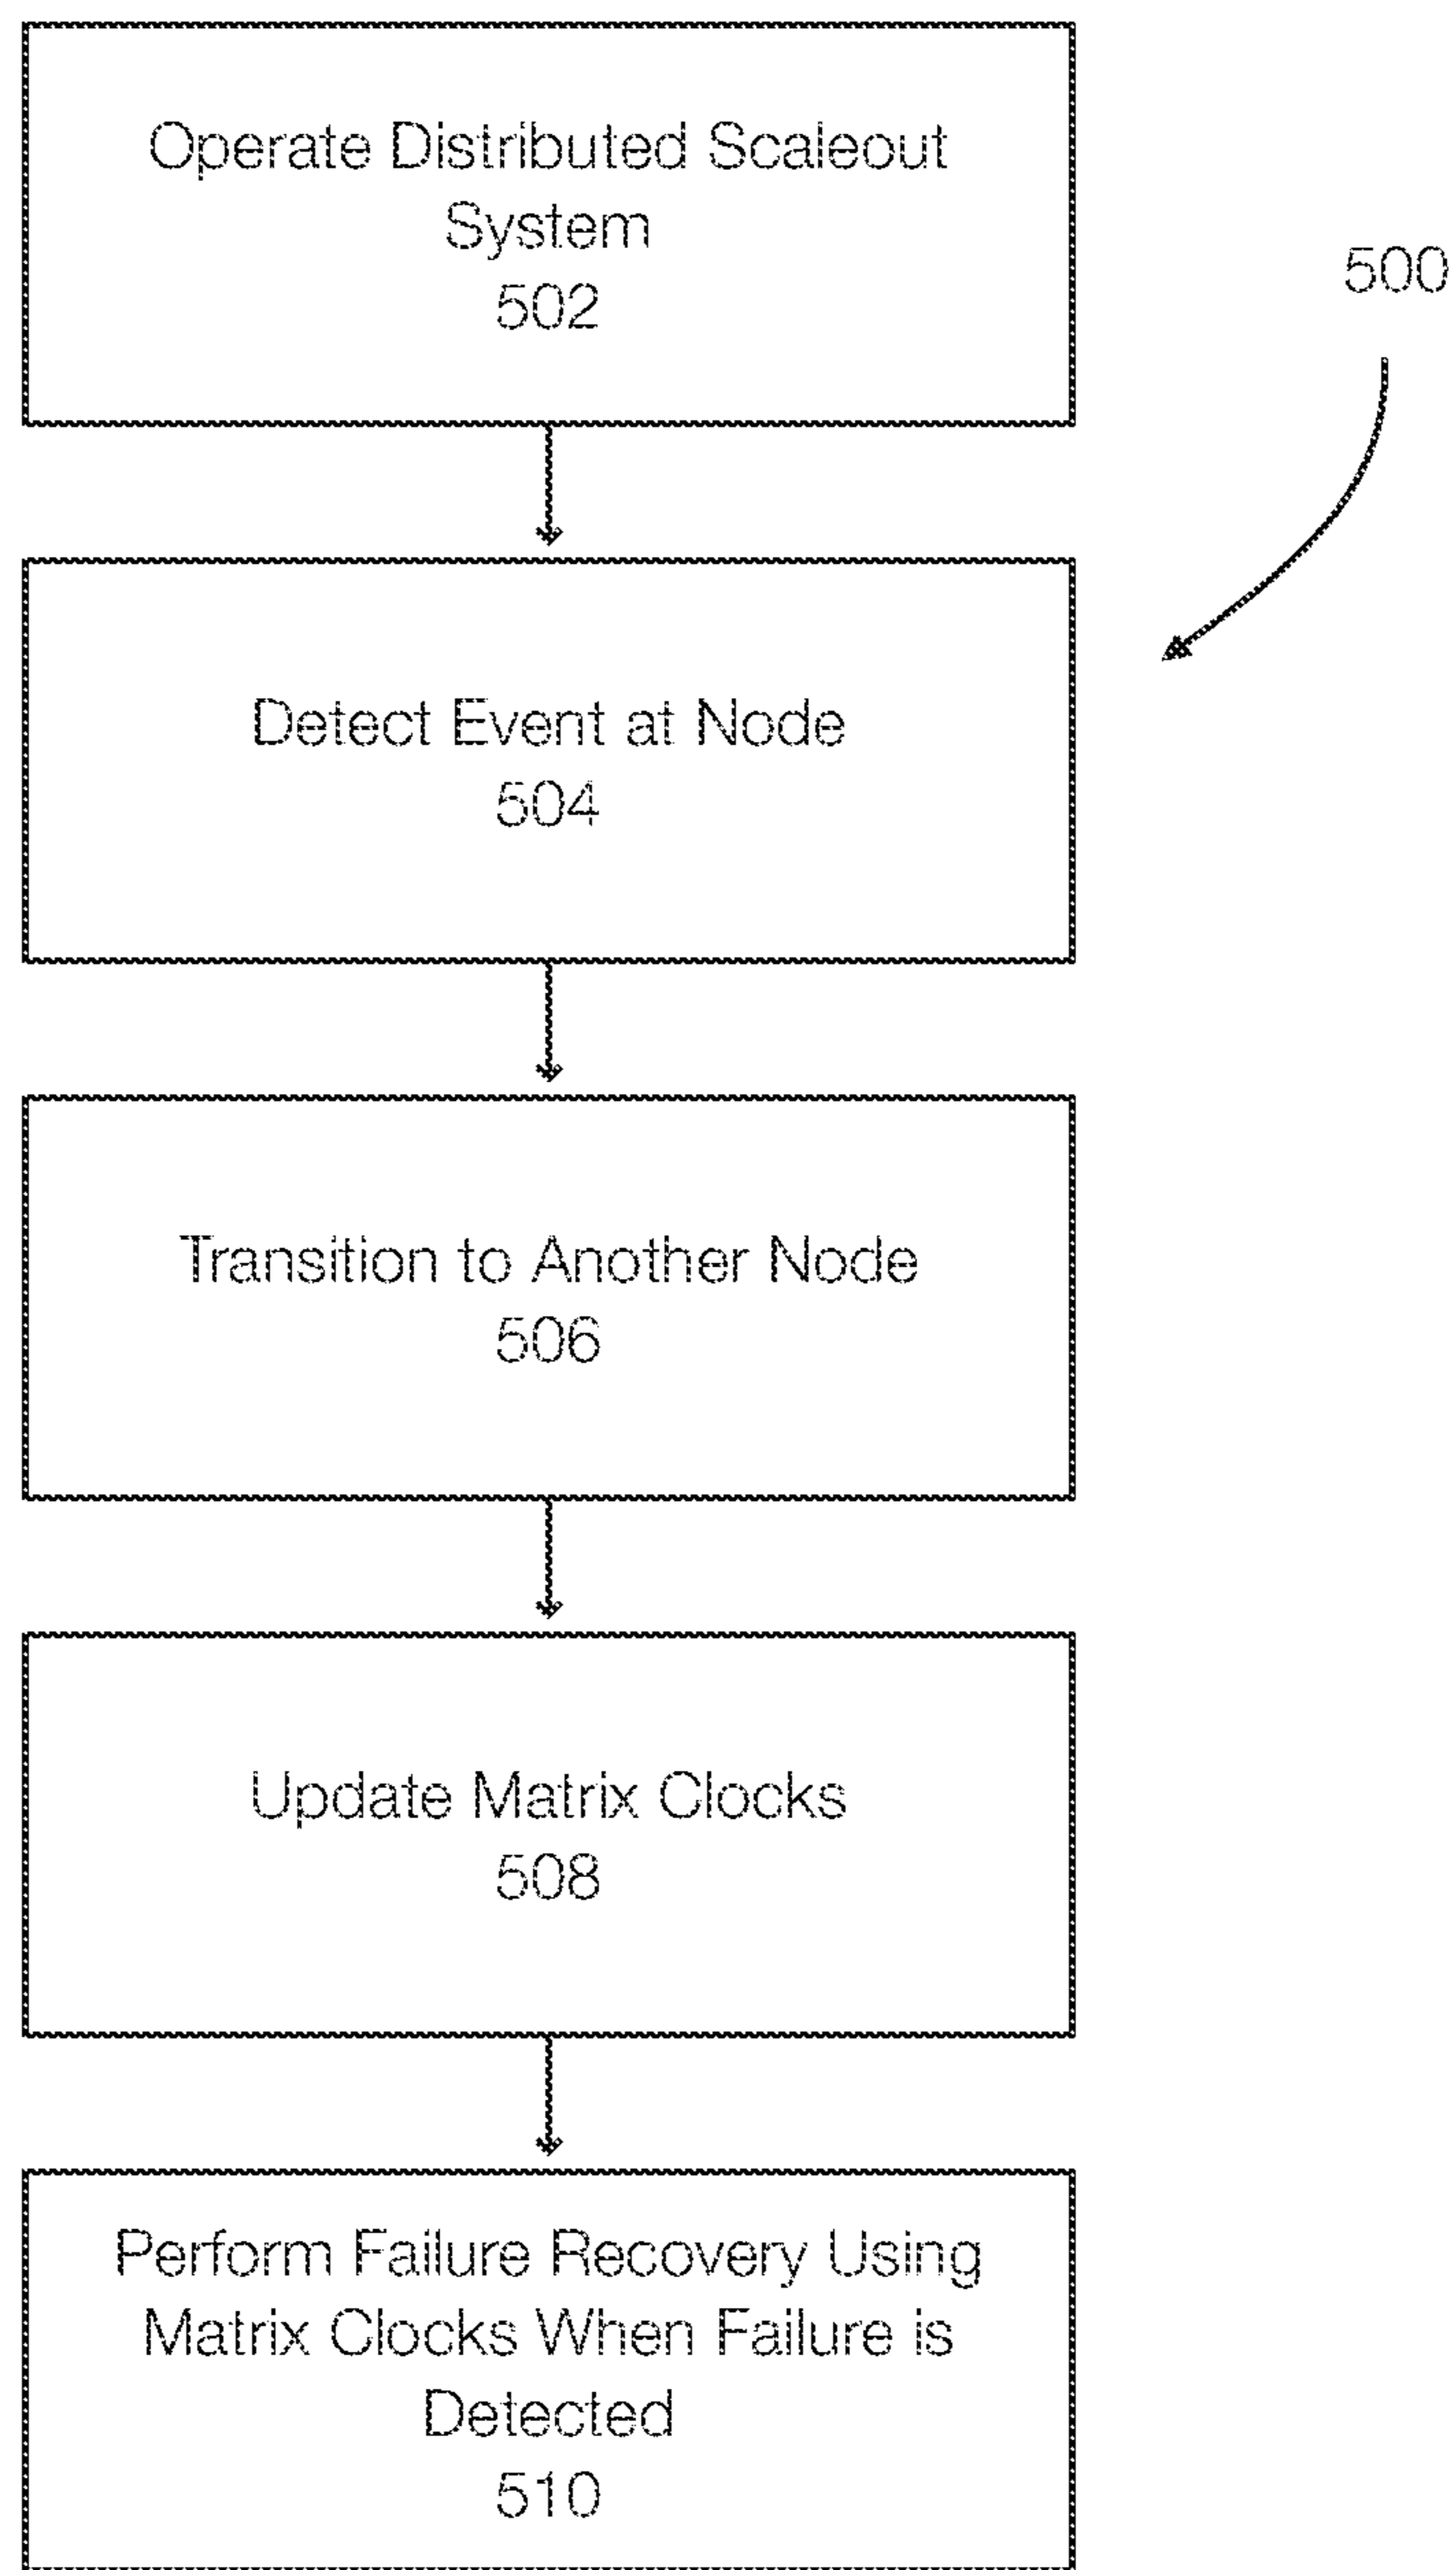 Operate Distributed Scaleout
System
502
500
Detect Event at Node
504
Transition to Another Node
506
Update Matrix Clocks
508
Perform Failure Recovery Using
Matrix Clocks When Failure is
Detected
510